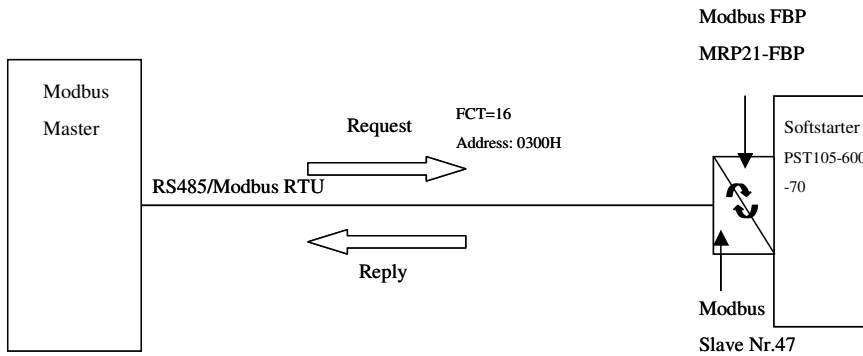 Modbus FBP
MRP21-FBP
Modbus
Master
Request
FCT=16
Address: 0300H
RS485/Modbus RTU
Softstarter
PST105-600
-70
Reply
Modbus
Slave Nr.47